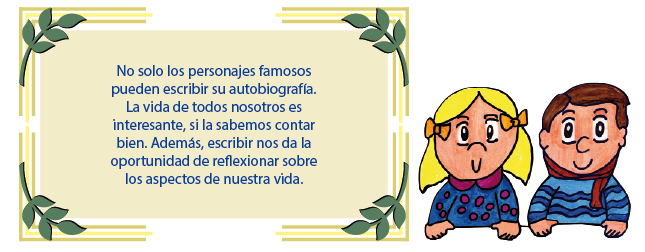 No solo los personajes famosos
pueden escribir su autobiografía.
La vida de todos nosotros es
interesante, si la sabemos contar
bien. Además, escribir nos da la
oportunidad de reflexionar sobre
los aspectos de nuestra vida.